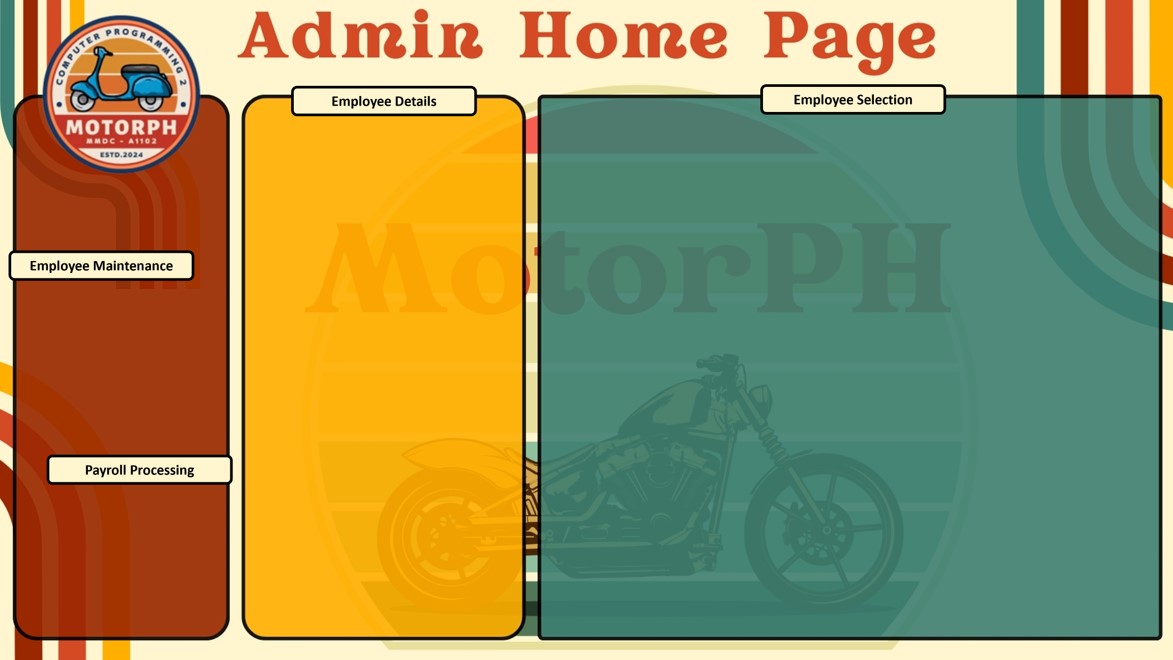 Admin Home Page
COMPUTER PROGRAMMING 2
MOTORPH
MMDC - A1102
ESTD.2024
Employee Details
Employee Selection
MotorPH
Employee Maintenance
Payroll Processing